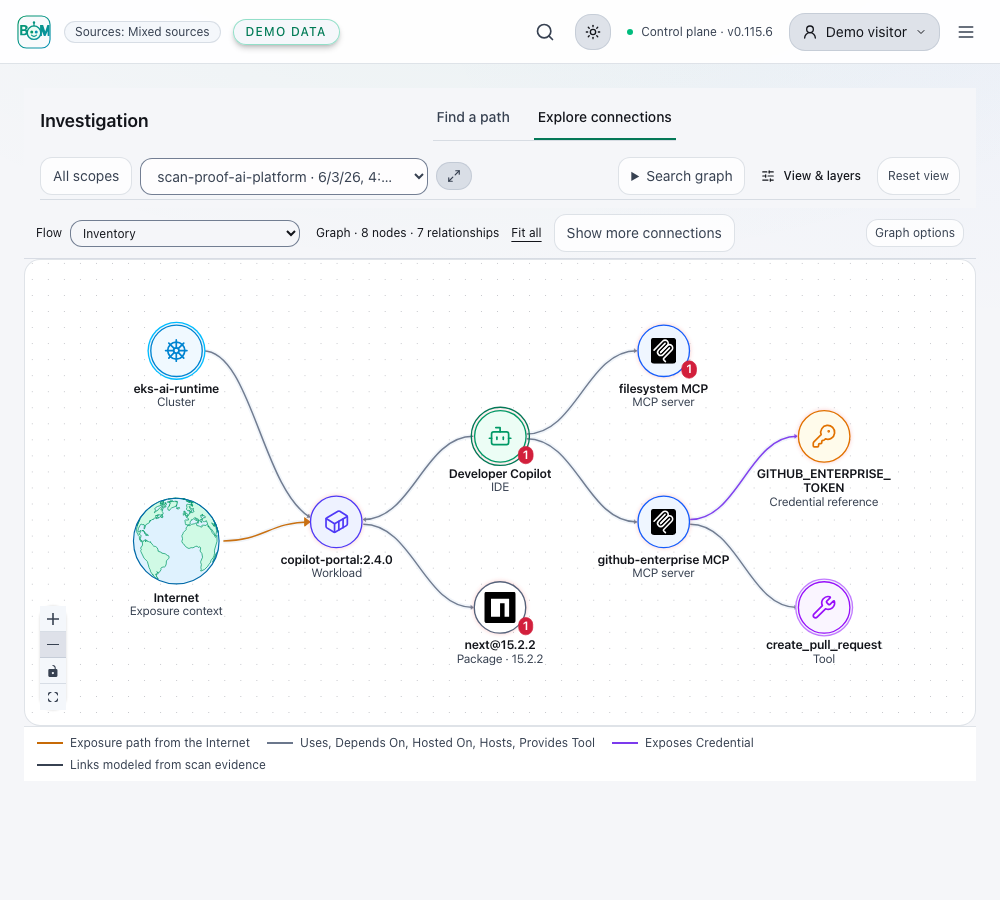 BOM
Sources: Mixed sources
DEMO DATA
Control plane · v0.115.6
Demo visitor
Investigation
Find a path
Explore connections
All scopes
scan-proof-ai-platform · 6/3/26, 4:...
Search graph
View & layers
Reset view
Flow
Inventory
Graph · 8 nodes · 7 relationships
Fit all
Show more connections
Graph options
eks-ai-runtime
Cluster
1
filesystem MCP
MCP server
1
Developer Copilot
IDE
GITHUB_ENTERPRISE_
TOKEN
Credential reference
copilot-portal:2.4.0
Workload
github-enterprise MCP
MCP server
Internet
Exposure context
1
next@15.2.2
Package · 15.2.2
create_pull_request
Tool
Exposure path from the Internet
Uses, Depends On, Hosted On, Hosts, Provides Tool
Exposes Credential
Links modeled from scan evidence